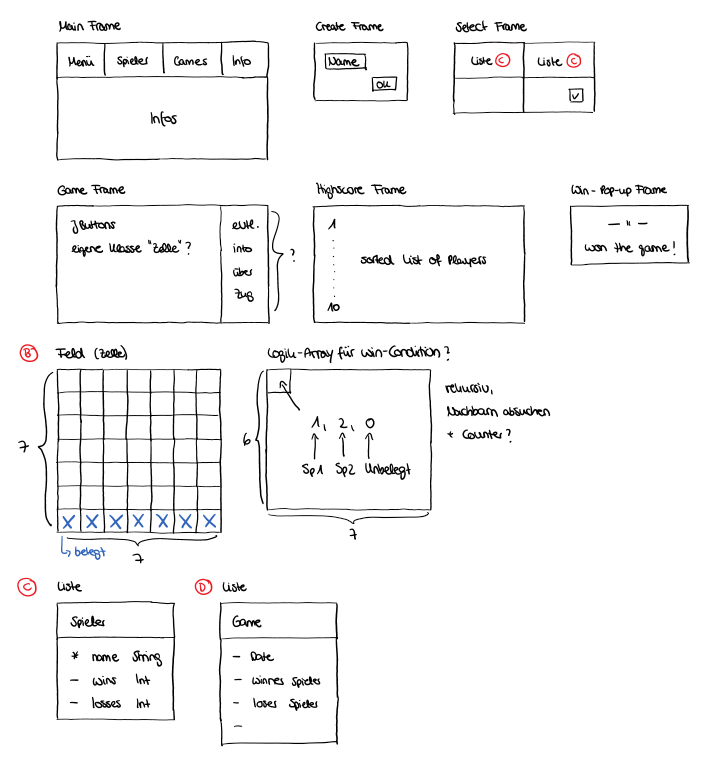 Main Frame
Create Frame
Select Frame
Menü
Spieler
Games
Info
Infos
Name
OK
Liste C
Liste C
Game Frame
Highscore Frame
Win-Pop-up Frame
JButtons
eigene Klasse "Zelle"?
evtl.
info
über
Zug
?
1
sorted List of Players
10
— " —
won the game!
B
Feld (Zelle)
Logik-Array für win-Condition?
7
6
1, 2, 0
Sp1 Sp2 Unbelegt
rekursiv,
Nachbarn absuchen
+ Counter?
X X X X X X X
belegt
7
7
C
Liste
D
Liste
Spieler
* name String
- wins Int
- losses Int
Game
- Date
- winner Spieler
- loser Spieler
-